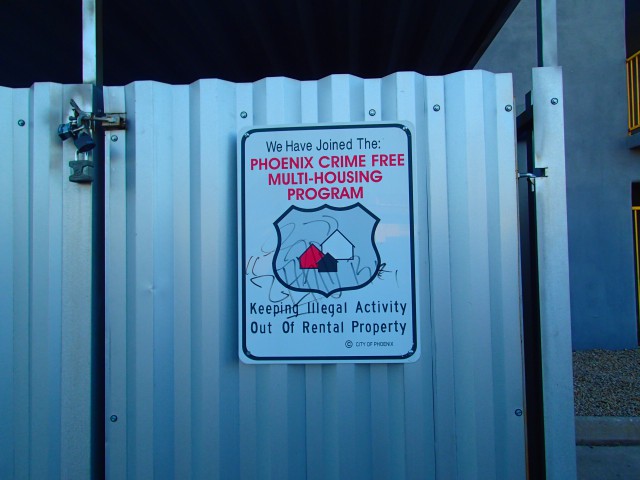 We Have Joined The:
PHOENIX CRIME FREE
MULTI-HOUSING
PROGRAM
Keeping Illegal Activity
Out Of Rental Property
© CITY OF PHOENIX